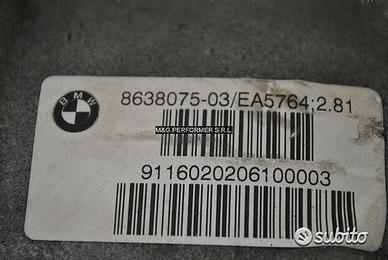 BMW
8638075-03/EA5764;2.81
M&G PERFORMER S.R.L.
9116020206100003
subito